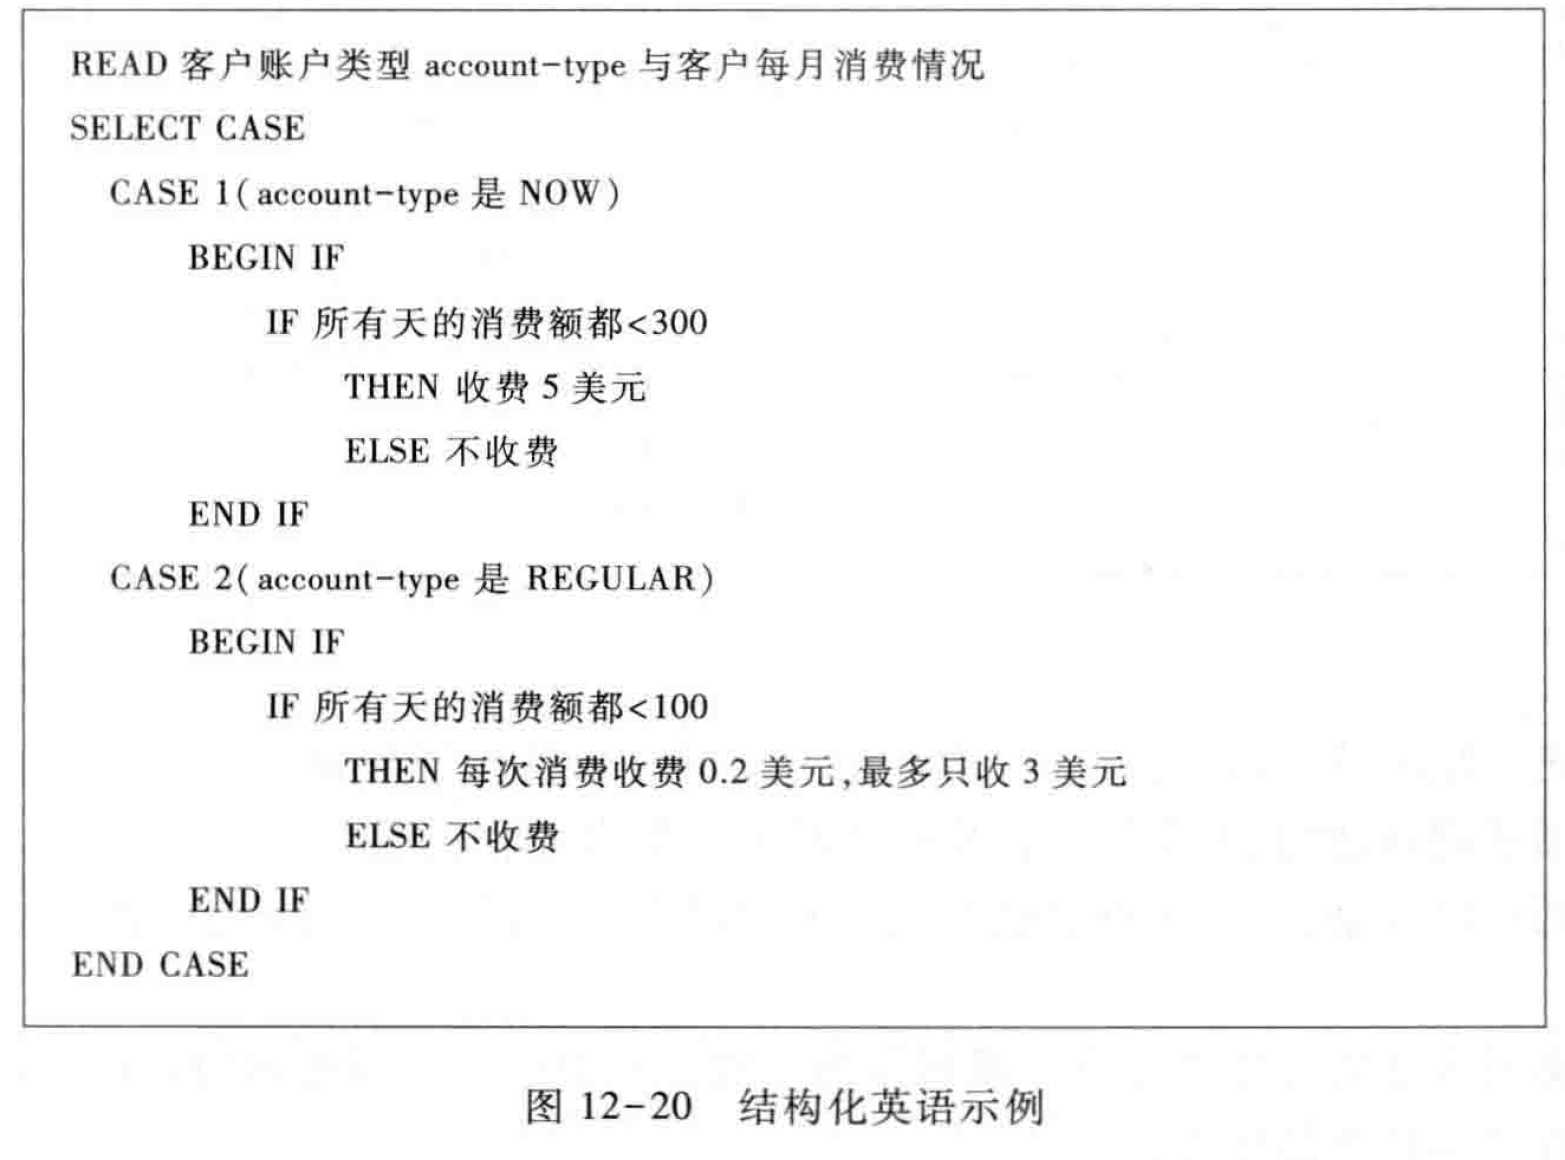 READ 客户账户类型 account-type 与客户每月消费情况
SELECT CASE
CASE 1(account-type 是 NOW)
BEGIN IF
IF 所有天的消费额都<300
THEN 收费 5 美元
ELSE 不收费
END IF
CASE 2(account-type 是 REGULAR)
BEGIN IF
IF 所有天的消费额都<100
THEN 每次消费收费 0.2 美元,最多只收 3 美元
ELSE 不收费
END IF
END CASE
图 12-20 结构化英语示例